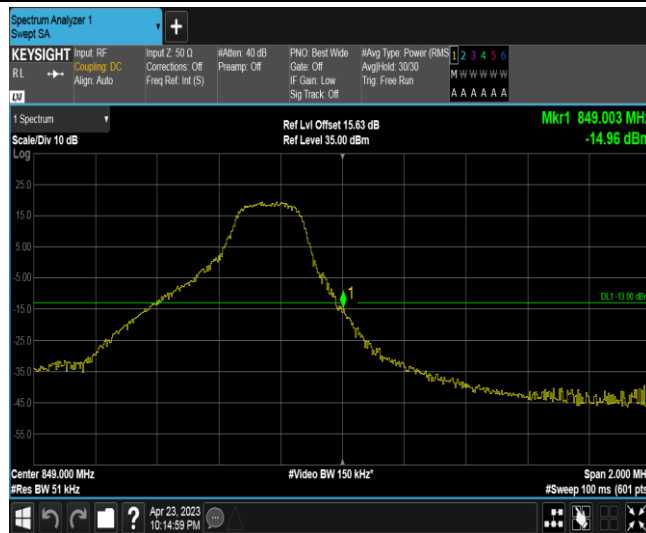 Spectrum Analyzer 1
Swept SA
+
KEYSIGHT
RL
LXI
Input: RF
Coupling: DC
Align: Auto
Input Z: 50 Ω
Corrections: Off
Freq Ref: Int (S)
#Atten: 40 dB
Preamp: Off
PNO: Best Wide
Gate: Off
IF Gain: Low
Sig Track: Off
#Avg Type: Power (RMS
Avg|Hold: 30/30
Trig: Free Run
1 2 3 4 5 6
M W W W W W
A A A A A A
1 Spectrum
Scale/Div 10 dB
Log
Ref Lvl Offset 15.63 dB
Ref Level 35.00 dBm
Mkr1 849.003 MHz
-14.96 dBm
25.0
15.0
5.00
-5.00
-15.0
-25.0
-35.0
-45.0
-55.0
1
DL1 -13.00 dBm
Center 849.000 MHz
#Res BW 51 kHz
#Video BW 150 kHz*
Span 2.000 MHz
#Sweep 100 ms (601 pts
?
Apr 23, 2023
10:14:59 PM